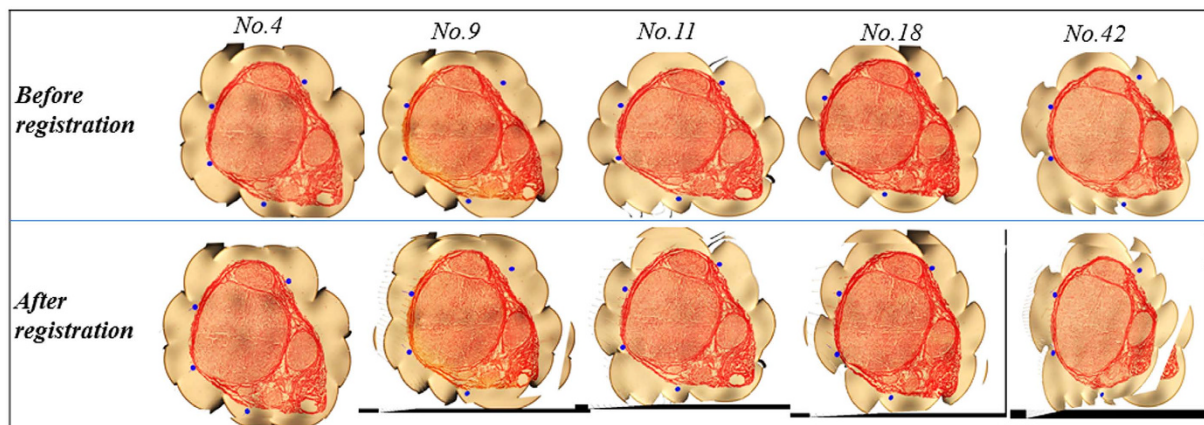 No.4 No.9 No.11 No.18 No.42
Before
registration
After
registration